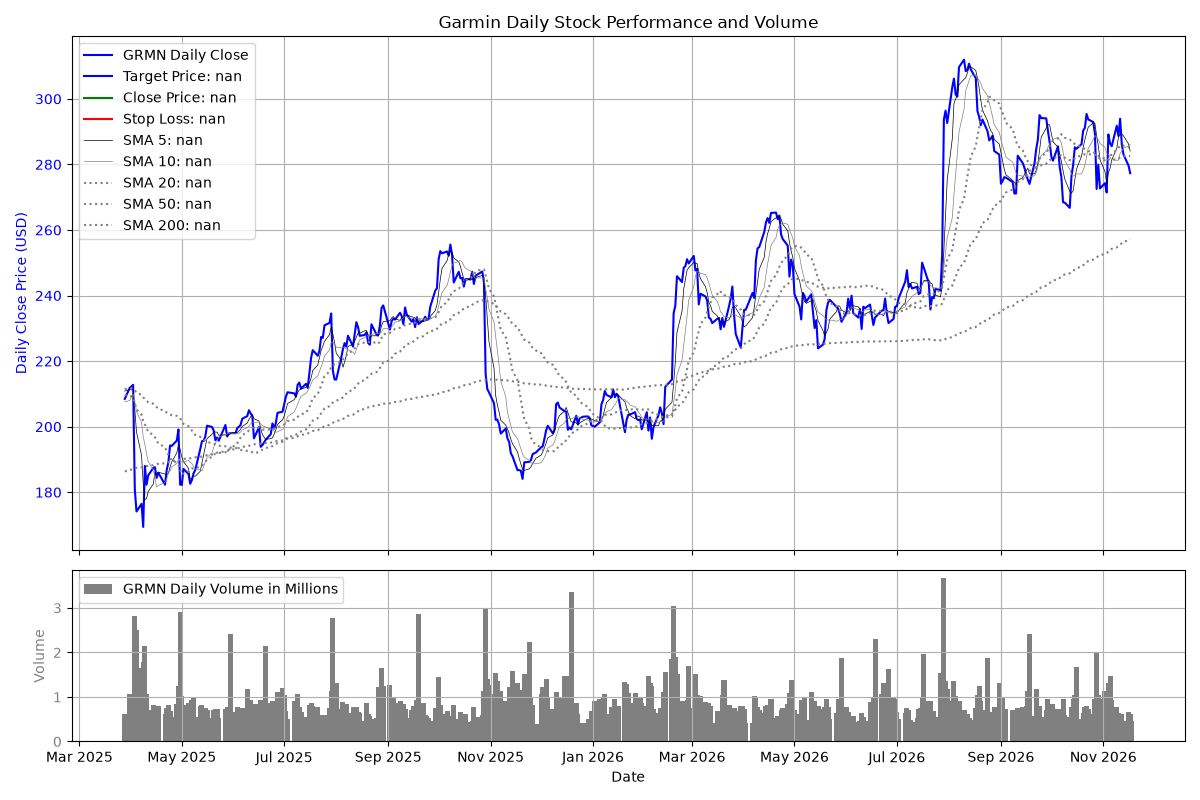 Garmin Daily Stock Performance and Volume
GRMN Daily Close
Target Price: nan
Close Price: nan
Stop Loss: nan
SMA 5: nan
SMA 10: nan
SMA 20: nan
SMA 50: nan
SMA 200: nan
Daily Close Price (USD)
300
280
260
240
220
200
180
GRMN Daily Volume in Millions
Volume
3
2
1
0
Mar 2025 May 2025 Jul 2025 Sep 2025 Nov 2025 Jan 2026 Mar 2026 May 2026 Jul 2026 Sep 2026 Nov 2026
Date